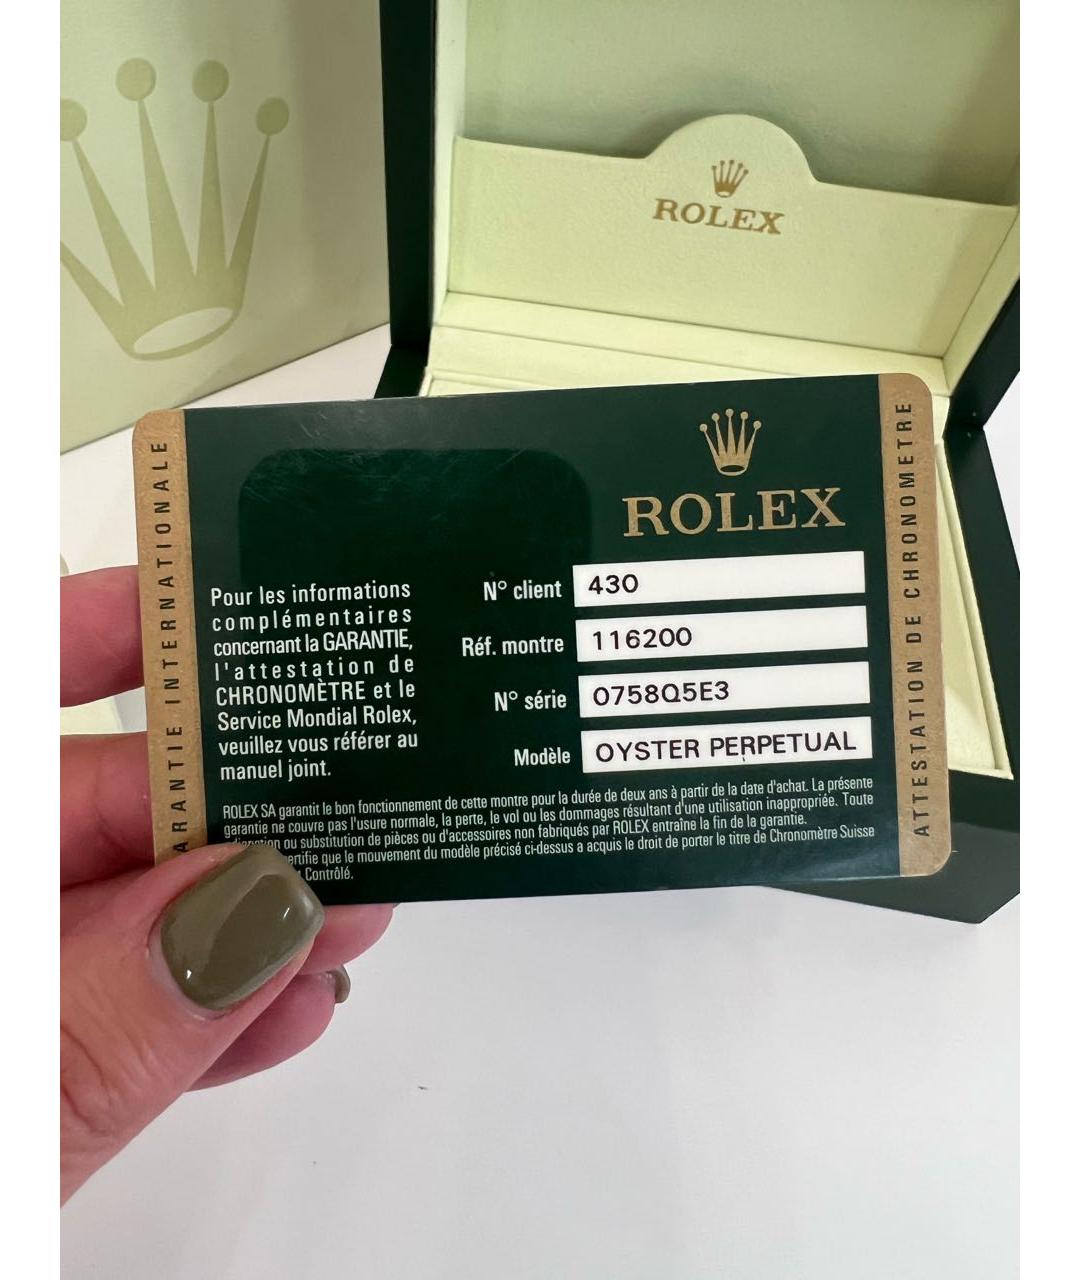 ROLEX
GARANTIE INTERNATIONALE
ROLEX
Pour les informations
complémentaires
concernant la GARANTIE,
l'attestation de
CHRONOMÈTRE et le
Service Mondial Rolex,
veuillez vous référer au
manuel joint.
N° client 430
Réf. montre 116200
N° série 0758Q5E3
Modèle OYSTER PERPETUAL
ROLEX SA garantit le bon fonctionnement de cette montre pour la durée de deux ans à partir de la date d'achat. La présente
garantie ne couvre pas l'usure normale, la perte, le vol ou les dommages résultant d'une utilisation inappropriée. Toute
ou substitution de pièces ou d'accessoires non fabriqués par ROLEX entraîne la fin de la garantie.
ertifie que le mouvement du modèle précisé ci-dessus a acquis le droit de porter le titre de Chronomètre Suisse
Contrôlé.
ATTESTATION DE CHRONOMETRE